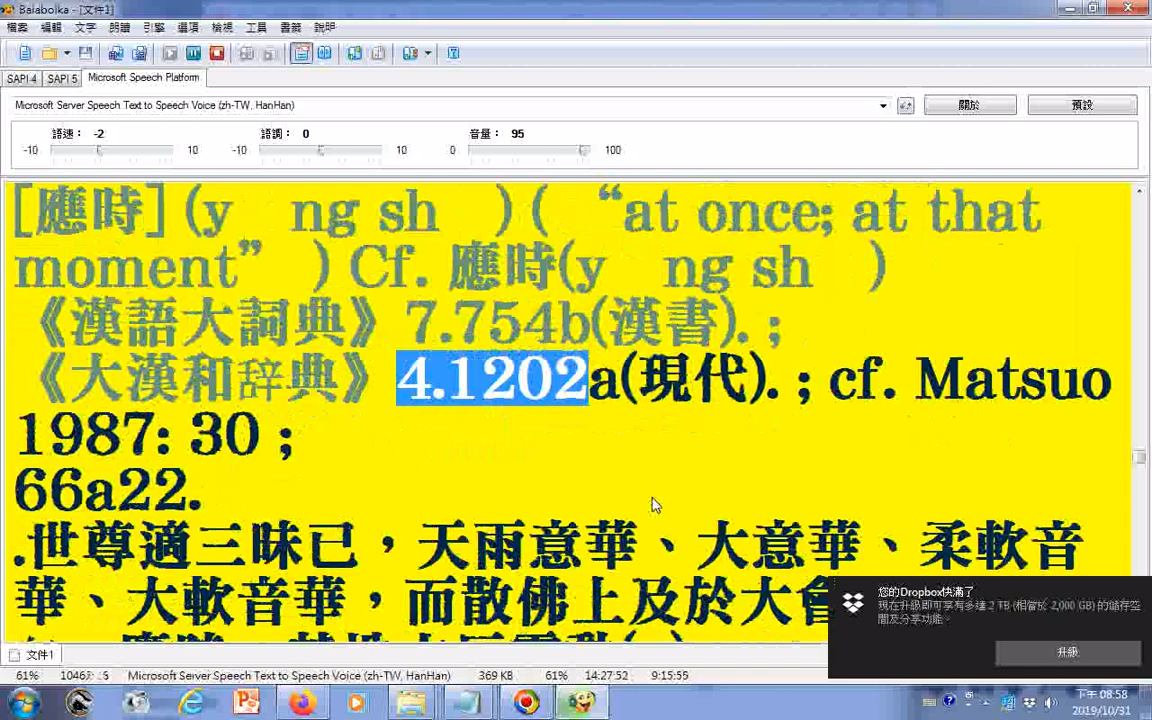 Balabolka - [文件1]
檔案 編輯 文字 朗讀 引擎 選項 檢視 工具 書籤 說明
SAPI 4 SAPI 5 Microsoft Speech Platform
Microsoft Server Speech Text to Speech Voice (zh-TW, HanHan) 關於 預設
語速： -2 語調： 0 音量： 95
-10 10 -10 10 0 100
[應時] (y ng sh ) ( “at once; at that
moment” ) Cf. 應時(y ng sh )
《漢語大詞典》 7.754b(漢書). ;
《大漢和辞典》 4.1202a(現代). ; cf. Matsuo
1987: 30 ;
66a22.
.世尊適三昧已，天雨意華、大意華、柔軟音
華、大軟音華，而散佛上及於大會
您的Dropbox快滿了
現在升級即可享有多達 2 TB (相當於 2,000 GB) 的儲存空
間及分享功能。
升級
文件1
61% Microsoft Server Speech Text to Speech Voice (zh-TW, HanHan) 369 KB 61% 14:27:52 9:15:55
下午 08:58
2019/10/31